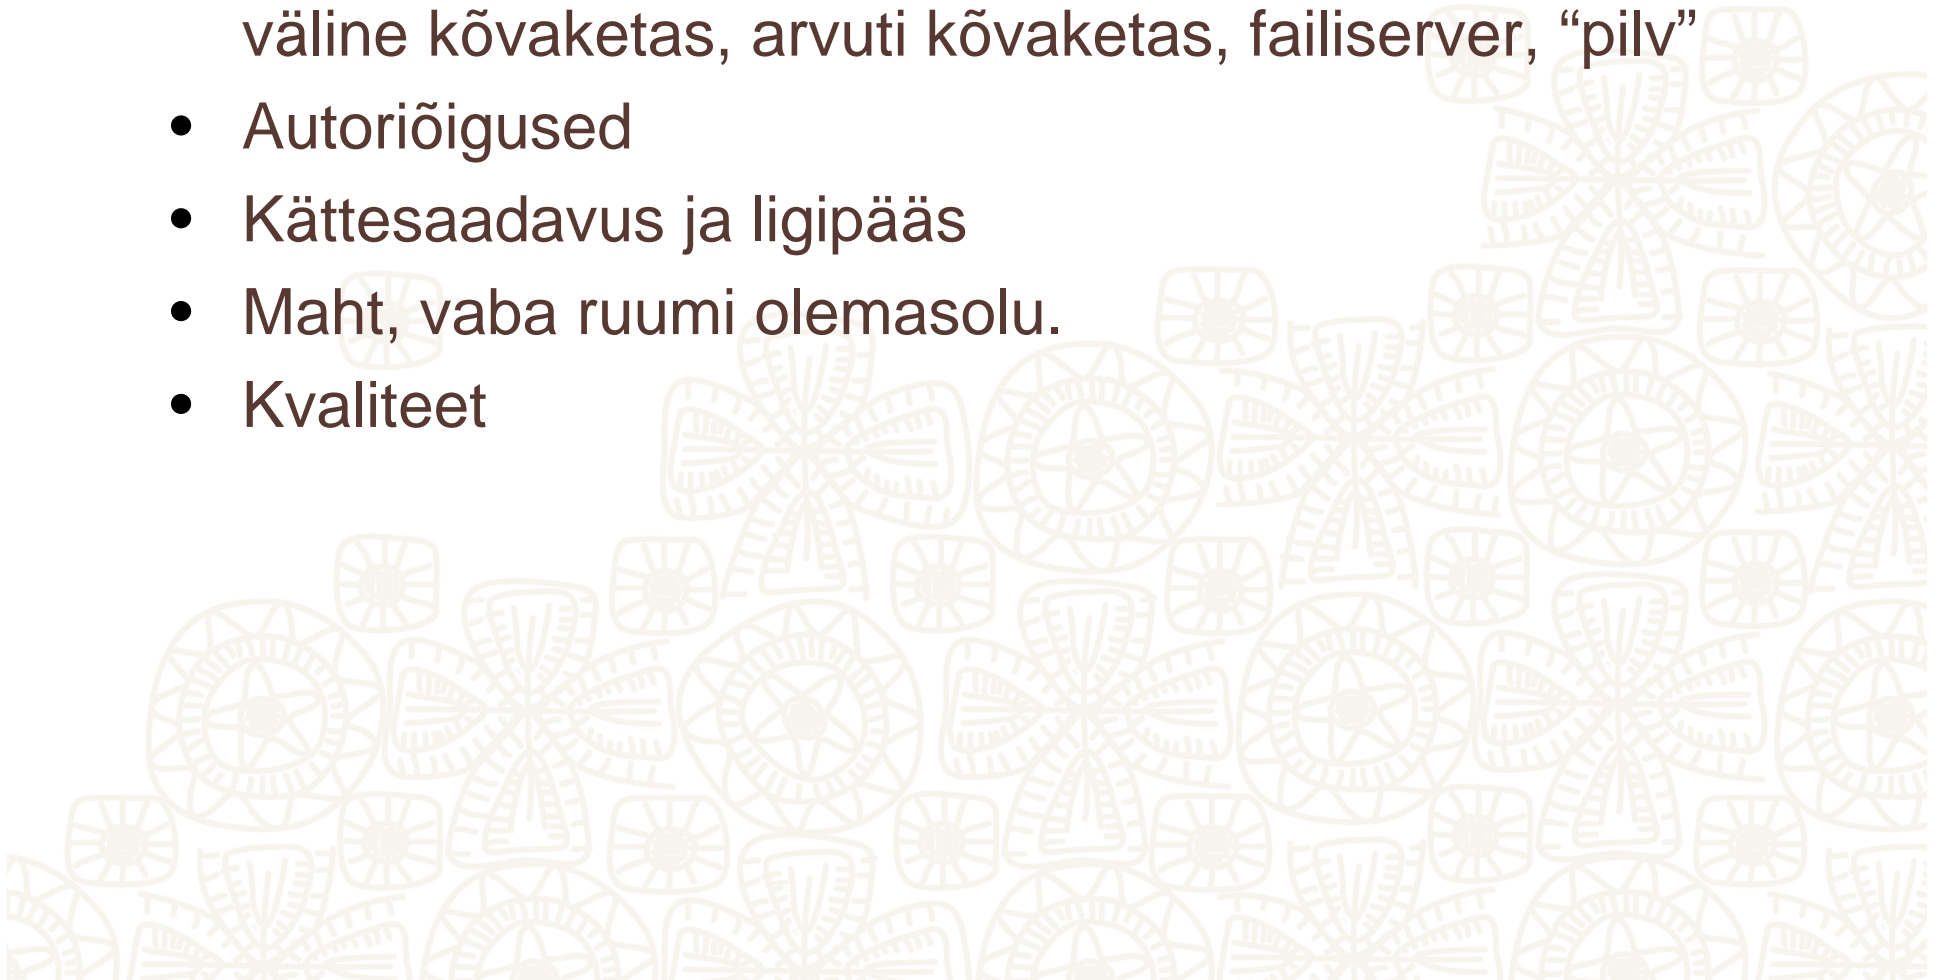 väline kõvaketas, arvuti kõvaketas, failiserver, “pilv”
• Autoriõigused
• Kättesaadavus ja ligipääs
• Maht, vaba ruumi olemasolu.
• Kvaliteet